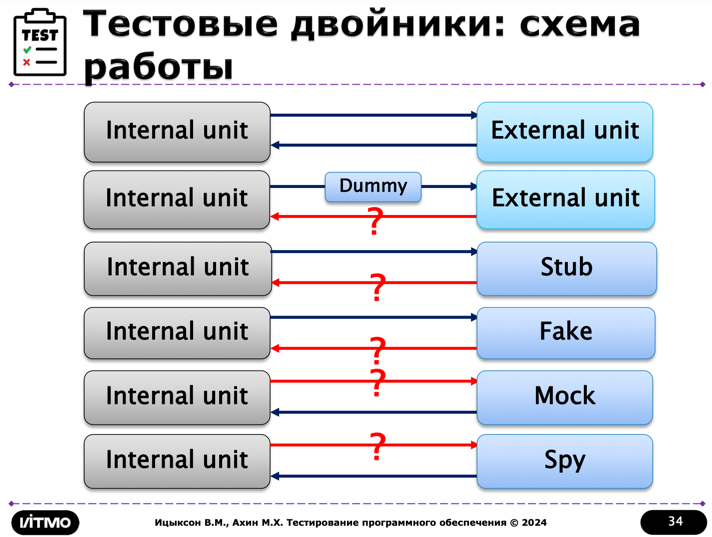 TEST
Тестовые двойники: схема
работы
Internal unit
External unit
Internal unit
Dummy
External unit
?
Internal unit
Stub
?
Internal unit
Fake
?
Internal unit
?
Mock
Internal unit
?
Spy
ИТМО
Ицыксон В.М., Ахин М.Х. Тестирование программного обеспечения © 2024
34